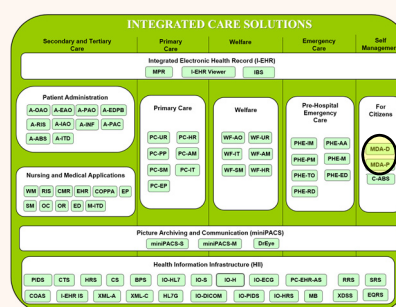 INTEGRATED CARE SOLUTIONS
Secondary and Tertiary Care
Primary Care
Welfare
Emergency Care
Self Management
Integrated Electronic Health Record (I-EHR)
MPR I-EHR Viewer IBS
Patient Administration
A-OAO A-EAO A-PAO A-EDPB
A-RIS A-IAO A-INF A-PAC
A-ABS A-ITD
Nursing and Medical Applications
WM RIS CMR EHR COPPA EP
SM OC OR ED M-ITD
Primary Care
PC-UR PC-HR
PC-PP PC-AM
PC-SM PC-IT
PC-EP
Welfare
WF-AO WF-UR
WF-IT WF-AM
WF-SM WF-HR
Pre-Hospital
Emergency
Care
PHE-IM PHE-AA
PHE-PM PHE-M
PHE-TO PHE-ED
PHE-RD
For
Citizens
MDA-D
MDA-P
C-ABS
Picture Archiving and Communication (miniPACS)
miniPACS-S miniPACS-M DrEye
Health Information Infrastructure (HII)
PIDS CTS HRS CS BPS IO-HL7 IO-S IO-H IO-ECG PC-EHR-AS RRS SRS
COAS I-EHR IS XML-A XML-C HL7G IO-DICOM IO-PIDS IO-HRS MB XDSS EQRS